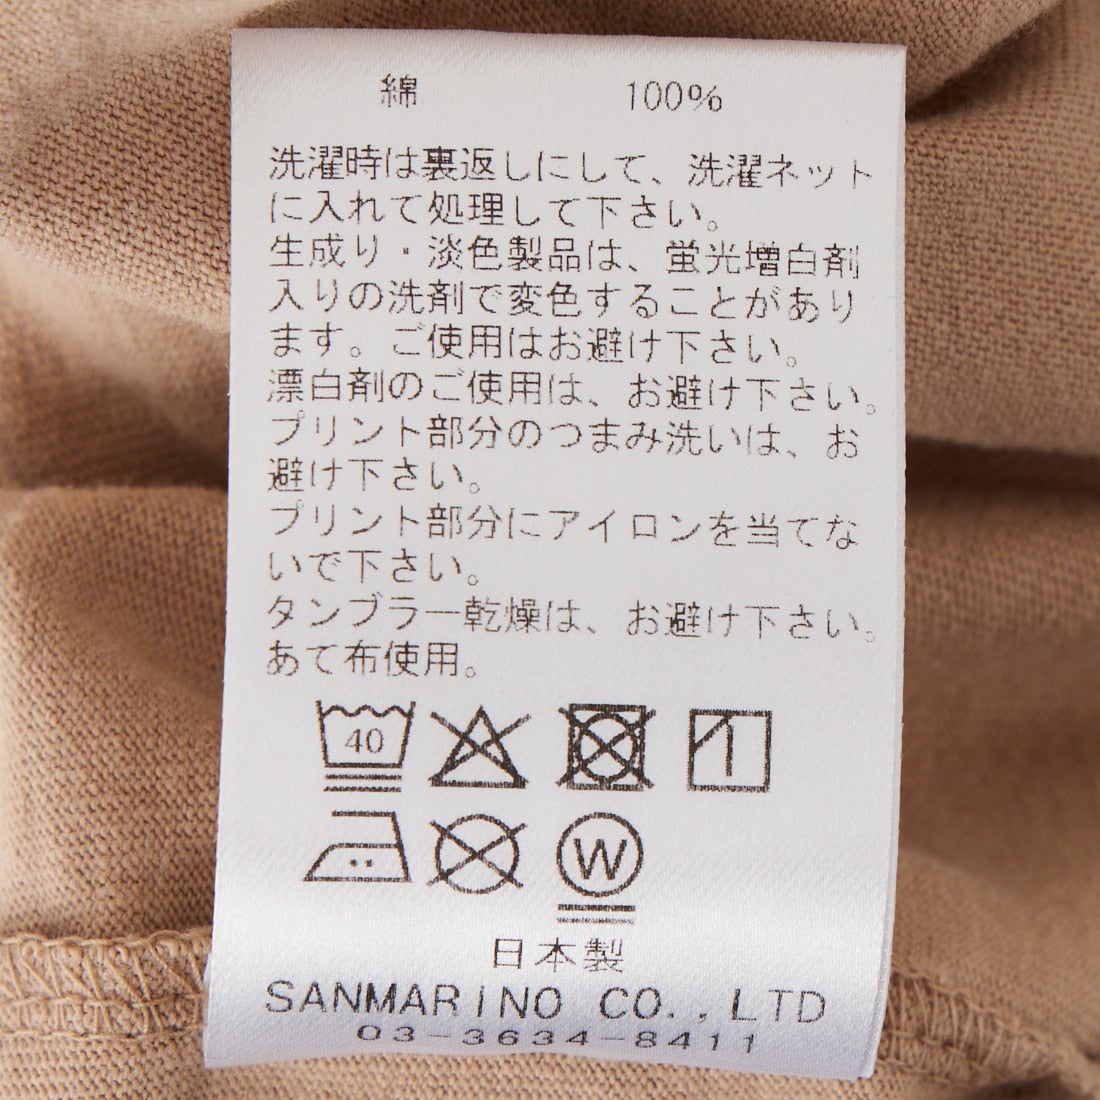 綿 100%
洗濯時は裏返しにして、洗濯ネット
に入れて処理して下さい。
生成り・淡色製品は、蛍光増白剤
入りの洗剤で変色することがあり
ます。ご使用はお避け下さい。
漂白剤のご使用は、お避け下さい。
プリント部分のつまみ洗いは、お
避け下さい。
プリント部分にアイロンを当てな
いで下さい。
タンブラー乾燥は、お避け下さい。
あて布使用。
40
W
日本製
SANMARINO CO.,LTD
03-3634-8411